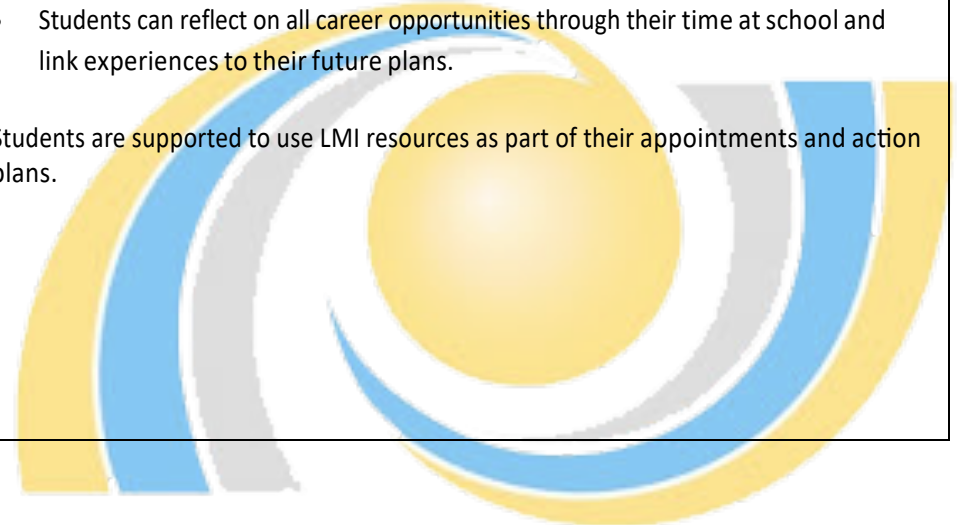 Students can reflect on all career opportunities through their time at school and
link experiences to their future plans.
Students are supported to use LMI resources as part of their appointments and action
plans.